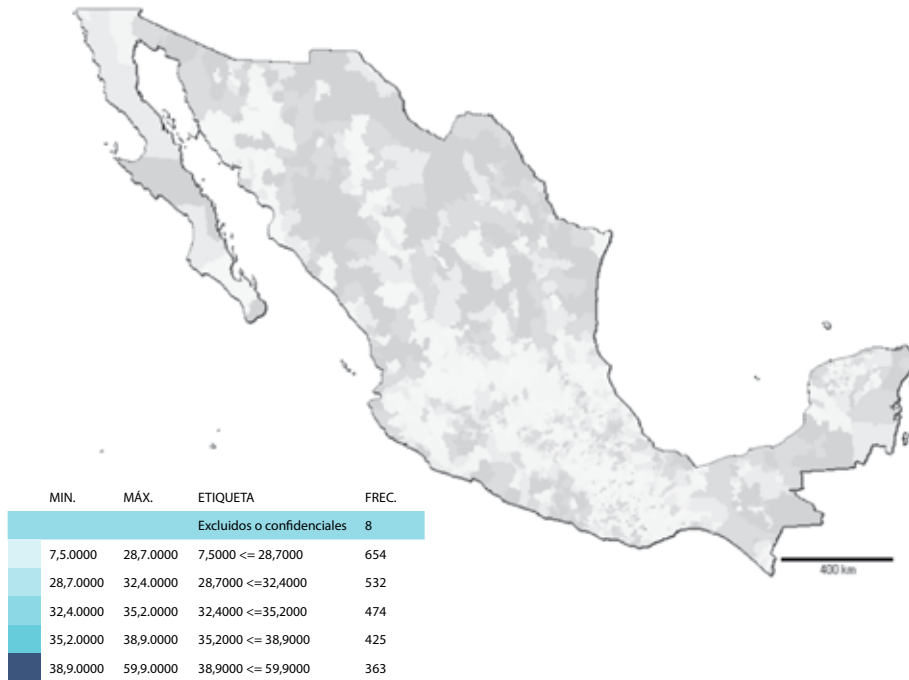 400 km
MIN. MÁX. ETIQUETA FREC.
Excluidos o confidenciales 8
7,5.0000 28,7.0000 7,5000 <= 28,7000 654
28,7.0000 32,4.0000 28,7000 <=32,4000 532
32,4.0000 35,2.0000 32,4000 <=35,2000 474
35,2.0000 38,9.0000 35,2000 <= 38,9000 425
38,9.0000 59,9.0000 38,9000 <= 59,9000 363